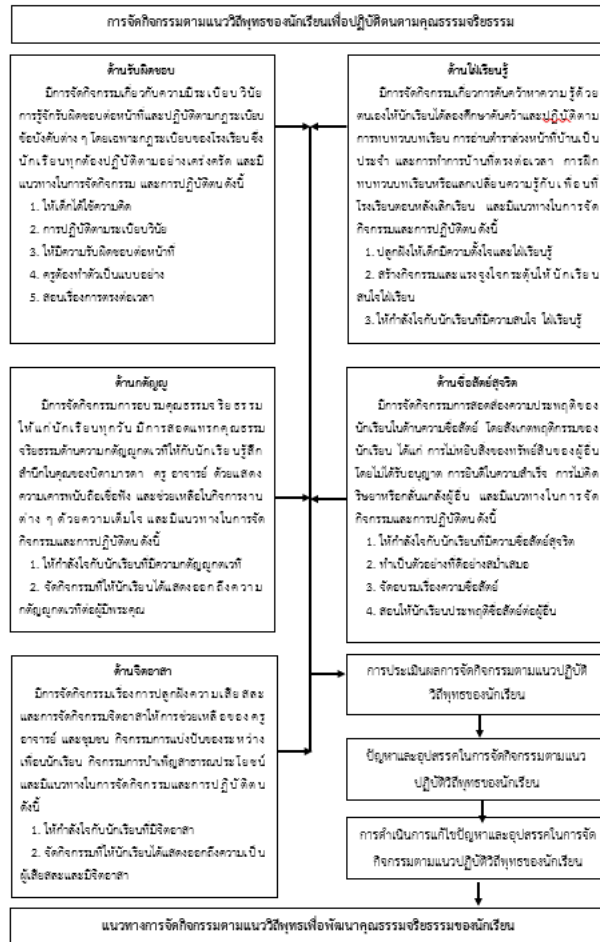 การจัดกิจกรรมตามแนววิถีพุทธของนักเรียนเพื่อปฏิบัติตนตามคุณธรรมจริยธรรม
ด้านรับผิดชอบ
มีการจัดกิจกรรมเกี่ยวกับความมีระเบียบ วินัย
การรู้จักรับผิดชอบต่อหน้าที่และปฏิบัติตามกฎระเบียบ
ข้อบังคับต่าง ๆ โดยเฉพาะกฎระเบียบของโรงเรียนซึ่ง
นักเรียนทุกคนต้องปฏิบัติตามอย่างเคร่งครัด และมี
แนวทางในการจัดกิจกรรม และการปฏิบัติตน ดังนี้
1. ให้เด็กได้ใช้ความคิด
2. การปฏิบัติตามระเบียบวินัย
3. ให้มีความรับผิดชอบต่อหน้าที่
4. ครูต้องทำตัวเป็นแบบอย่าง
5. สอนเรื่องการตรงต่อเวลา
ด้านใฝ่เรียนรู้
มีการจัดกิจกรรมเกี่ยวการค้นคว้าหาความรู้ด้วย
ตนเองให้นักเรียนได้ลองศึกษาค้นคว้าและปฏิบัติตาม
การทบทวนบทเรียน การอ่านตำราล่วงหน้าที่บ้านเป็น
ประจำ และการทำการบ้านที่ตรงต่อเวลา การฝึก
ทบทวนบทเรียนหรือแลกเปลี่ยนความรู้กับเพื่อนที่
โรงเรียนตอนหลังเลิกเรียน และมีแนวทางในการจัด
กิจกรรมและการปฏิบัติตน ดังนี้
1. ปลูกฝังให้เด็กมีความตั้งใจและใฝ่เรียนรู้
2. สร้างกิจกรรมและแรงจูงใจกระตุ้นให้นักเรียน
สนใจใฝ่เรียน
3. ให้กำลังใจกับนักเรียนที่มีความสนใจ ใฝ่เรียนรู้
ด้านกตัญญู
มีการจัดกิจกรรมการอบรมคุณธรรมจริยธรรม
ให้แก่นักเรียนทุกวัน มีการสอดแทรกคุณธรรม
จริยธรรมด้านความกตัญญูกตเวทีให้กับนักเรียนรู้สึก
สำนึกในคุณของบิดามารดา ครู อาจารย์ ด้วยแสดง
ความเคารพนับถือเชื่อฟัง และช่วยเหลือในกิจการงาน
ต่าง ๆ ด้วยความเต็มใจ และมีแนวทางในการจัด
กิจกรรมและการปฏิบัติตน ดังนี้
1. ให้กำลังใจกับนักเรียนที่มีความกตัญญูกตเวที
2. จัดกิจกรรมที่ให้นักเรียนได้แสดงออกถึงความ
กตัญญูกตเวทีต่อผู้มีพระคุณ
ด้านซื่อสัตย์สุจริต
มีการจัดกิจกรรมการสอดส่องความประพฤติของ
นักเรียนในด้านความซื่อสัตย์ โดยสังเกตพฤติกรรมของ
นักเรียน ได้แก่ การไม่หยิบสิ่งของทรัพย์สินของผู้อื่น
โดยไม่ได้รับอนุญาต การยินดีในความสำเร็จ การไม่คิด
ริษยาหรือกลั่นแกล้งผู้อื่น และมีแนวทางในการจัด
กิจกรรมและการปฏิบัติตน ดังนี้
1. ให้กำลังใจกับนักเรียนที่มีความซื่อสัตย์สุจริต
2. ทำเป็นตัวอย่างที่ดีอย่างสม่ำเสมอ
3. จัดอบรมเรื่องความซื่อสัตย์
4. สอนให้นักเรียนประพฤติซื่อสัตย์ต่อผู้อื่น
ด้านจิตอาสา
มีการจัดกิจกรรมเรื่องการปลูกฝังความเสียสละ
และการจัดกิจกรรมจิตอาสาให้การช่วยเหลือของครู
อาจารย์ และชุมชน กิจกรรมการแบ่งปันของระหว่าง
เพื่อนนักเรียน กิจกรรมการบำเพ็ญสาธารณประโยชน์
และมีแนวทางในการจัดกิจกรรมและการปฏิบัติตน
ดังนี้
1. ให้กำลังใจกับนักเรียนที่มีจิตอาสา
2. จัดกิจกรรมที่ให้นักเรียนได้แสดงออกถึงความเป็น
ผู้เสียสละและมีจิตอาสา
การประเมินผลการจัดกิจกรรมตามแนวปฏิบัติ
วิถีพุทธของนักเรียน
ปัญหาและอุปสรรคในการจัดกิจกรรมตามแนว
ปฏิบัติวิถีพุทธของนักเรียน
การดำเนินการแก้ไขปัญหาและอุปสรรคในการจัด
กิจกรรมตามแนวปฏิบัติวิถีพุทธของนักเรียน
แนวทางการจัดกิจกรรมตามแนววิถีพุทธเพื่อพัฒนาคุณธรรมจริยธรรมของนักเรียน